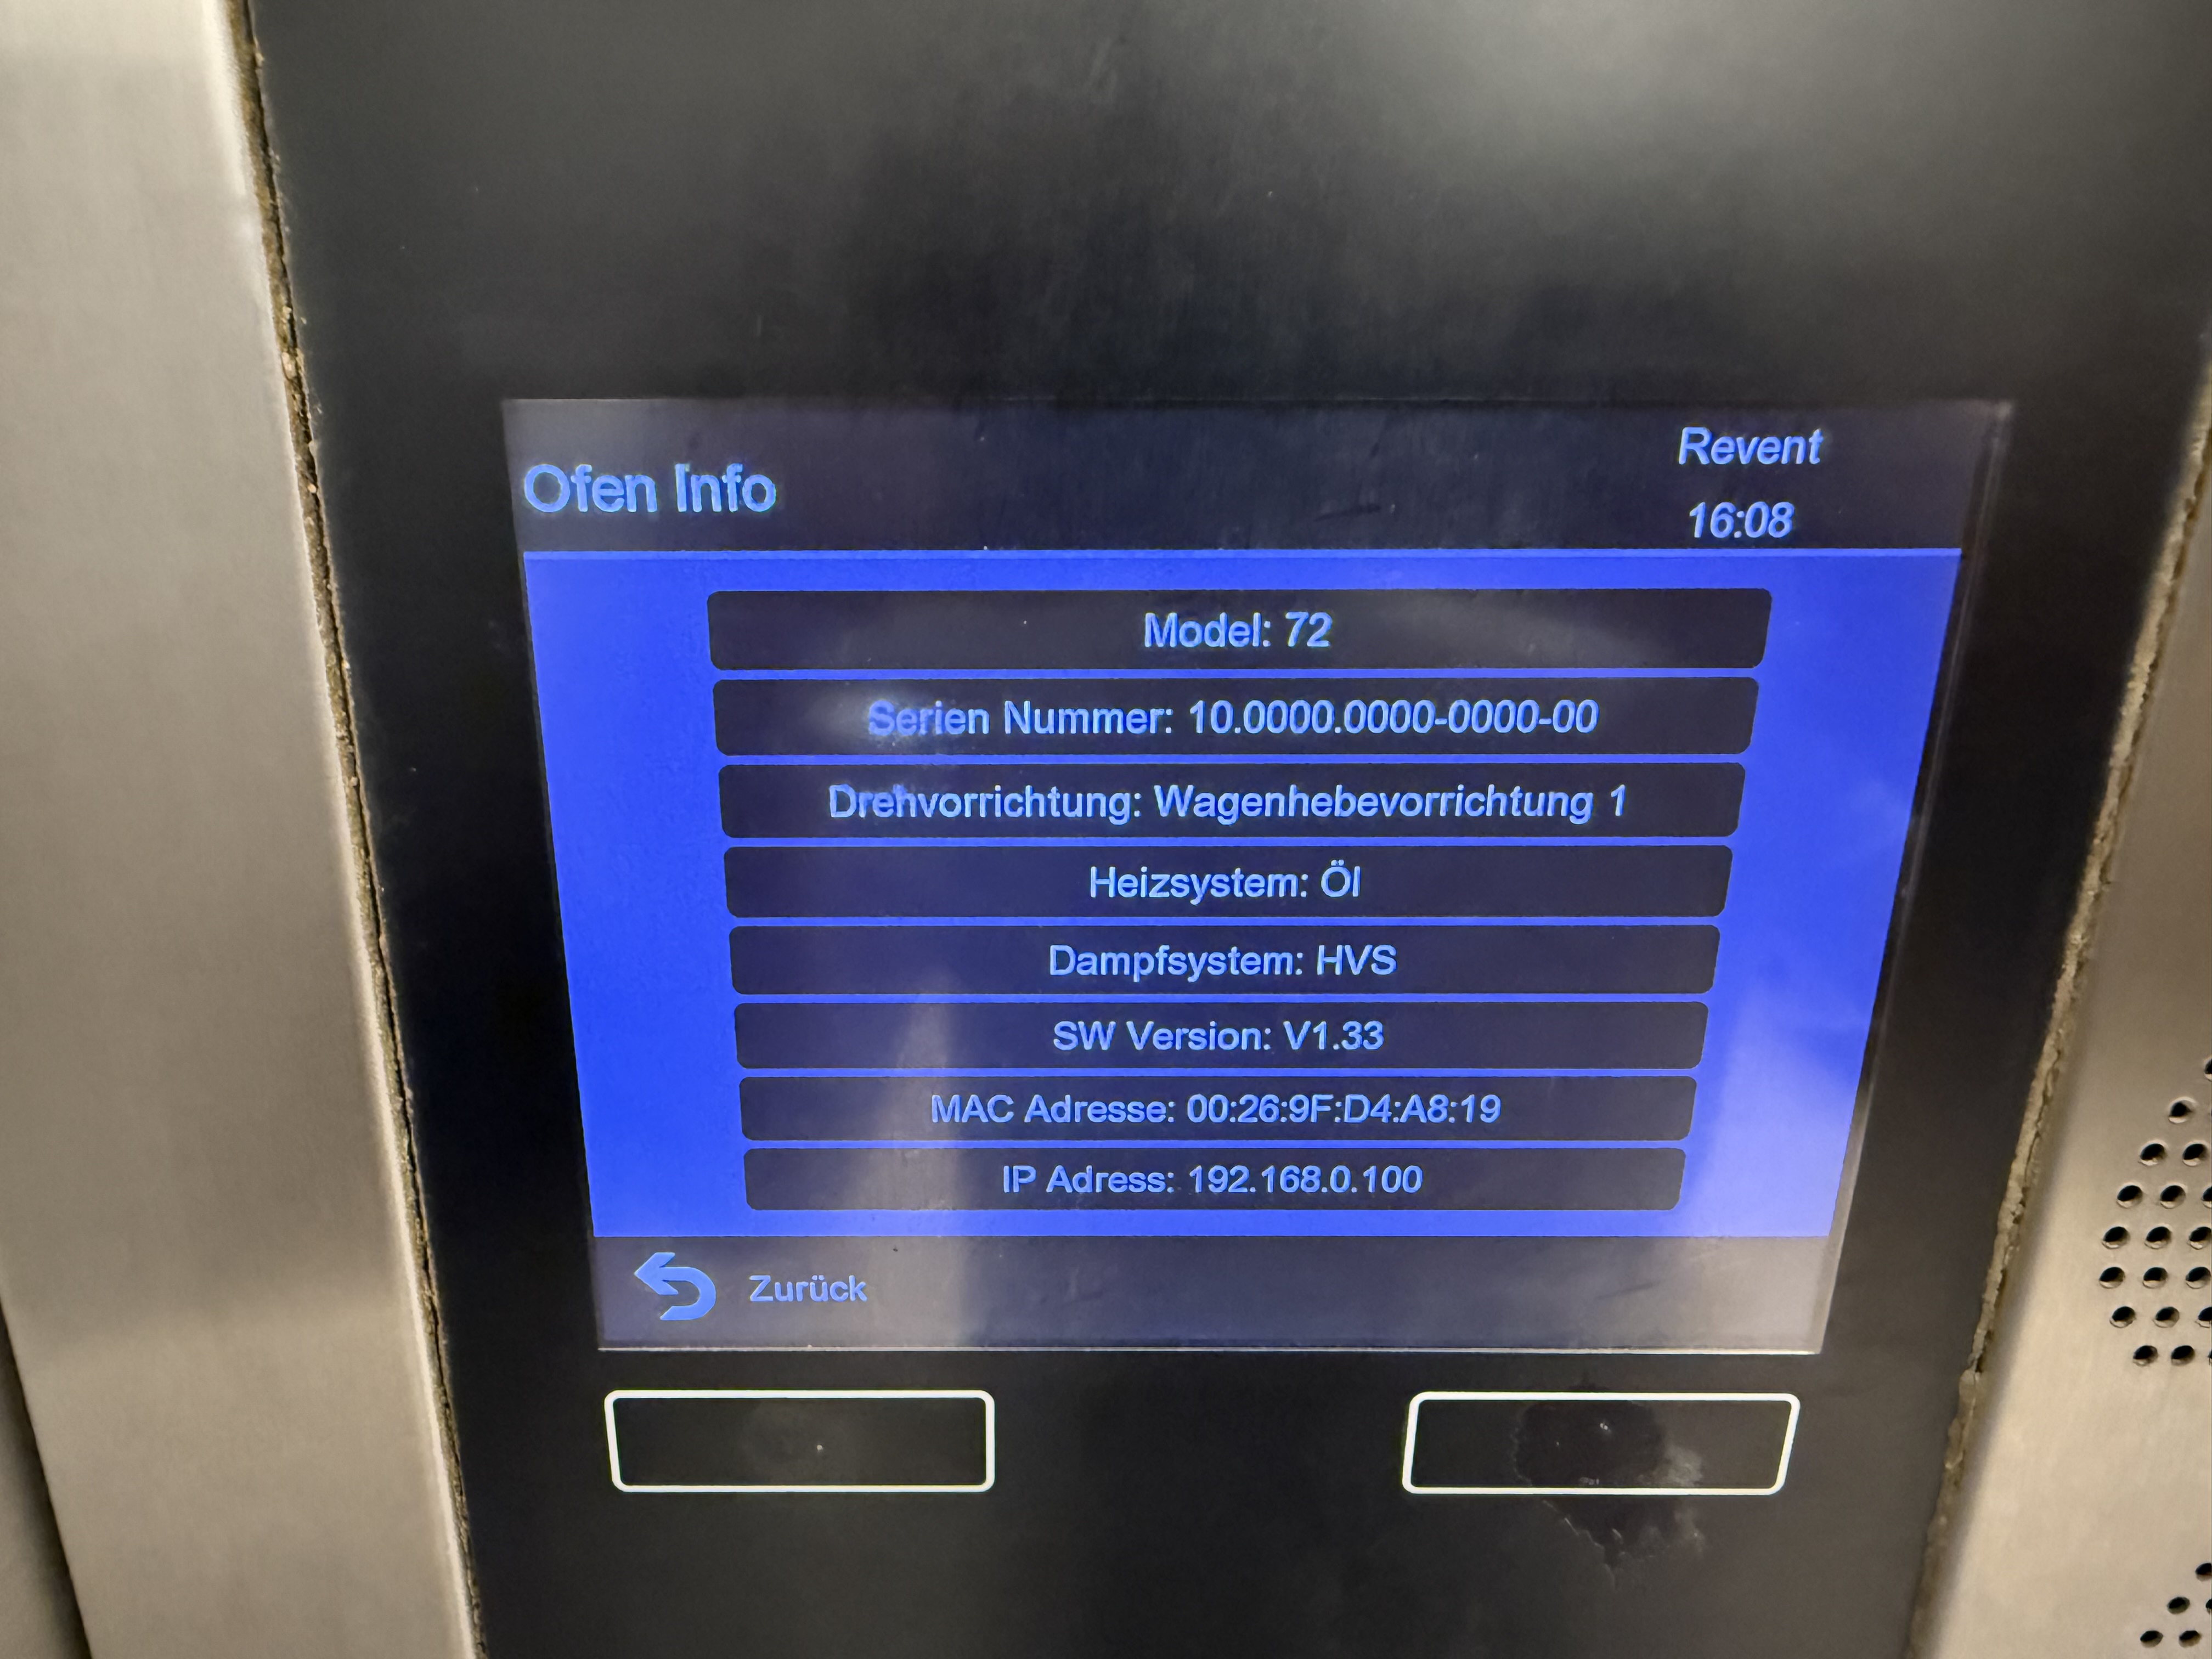 Ofen Info
Revent
16:08
Model: 72
Serien Nummer: 10.0000.0000-0000-00
Drehvorrichtung: Wagenhebevorrichtung 1
Heizsystem: Öl
Dampfsystem: HVS
SW Version: V1.33
MAC Adresse: 00:26:9F:D4:A8:19
IP Adress: 192.168.0.100
Zurück